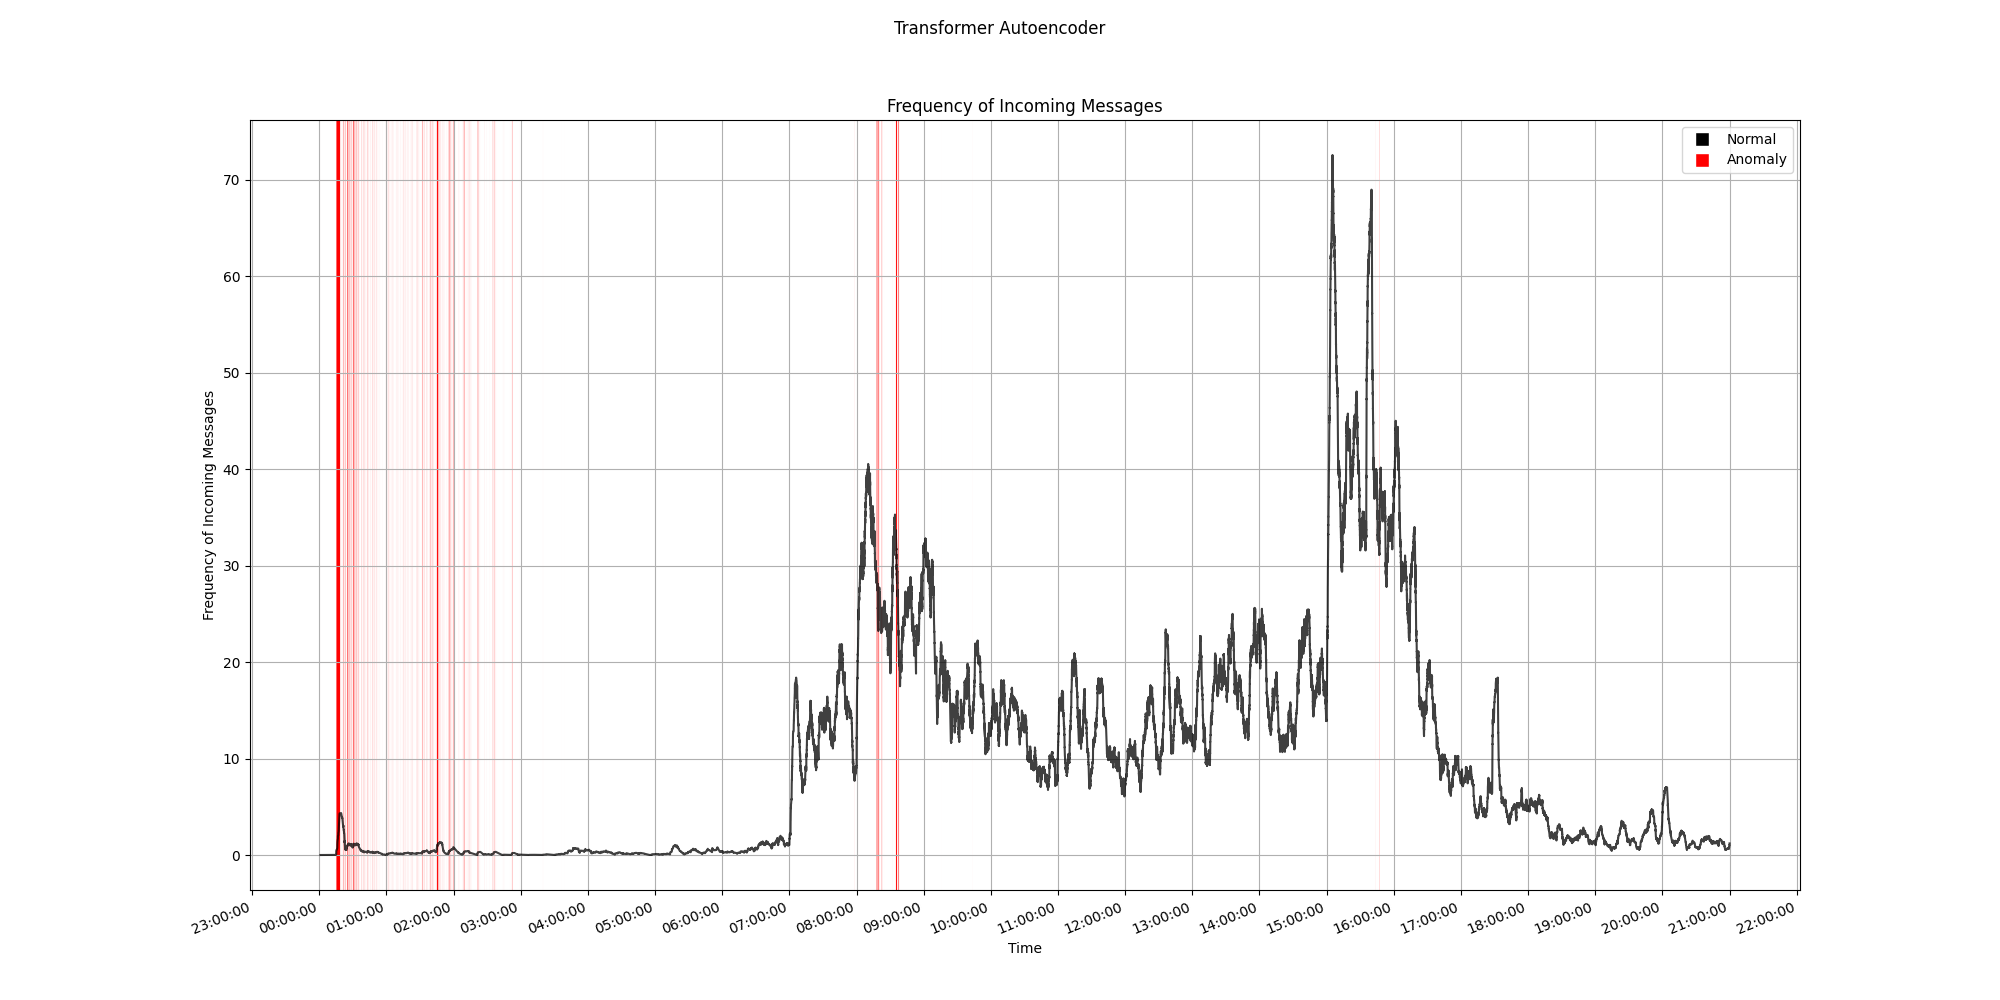 Transformer Autoencoder
Frequency of Incoming Messages
Normal
Anomaly
Frequency of Incoming Messages
70
60
50
40
30
20
10
0
23:00:00 00:00:00 01:00:00 02:00:00 03:00:00 04:00:00 05:00:00 06:00:00 07:00:00 08:00:00 09:00:00 10:00:00 11:00:00 12:00:00 13:00:00 14:00:00 15:00:00 16:00:00 17:00:00 18:00:00 19:00:00 20:00:00 21:00:00 22:00:00
Time